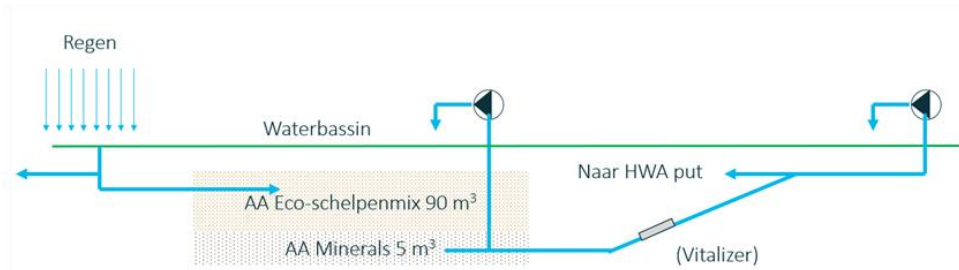 Regen
Waterbassin
Naar HWA put
AA Eco-schelpenmix 90 m³
AA Minerals 5 m³
(Vitalizer)